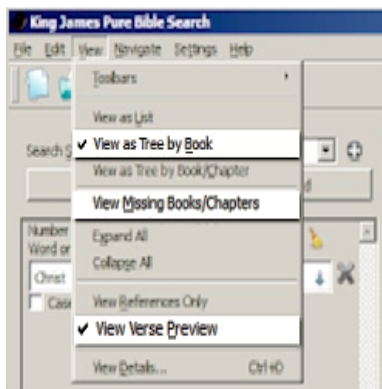 King James Pure Bible Search
File Edit View Navigate Settings Help
Toolbars
View as List
Search S
✓ View as Tree by Book
View as Tree by Book/Chapter
d
View Missing Books/Chapters
Number
Word or
Expand All
Christ
Collapse All
Case
View References Only
✓ View Verse Preview
View Details... Ctrl+D